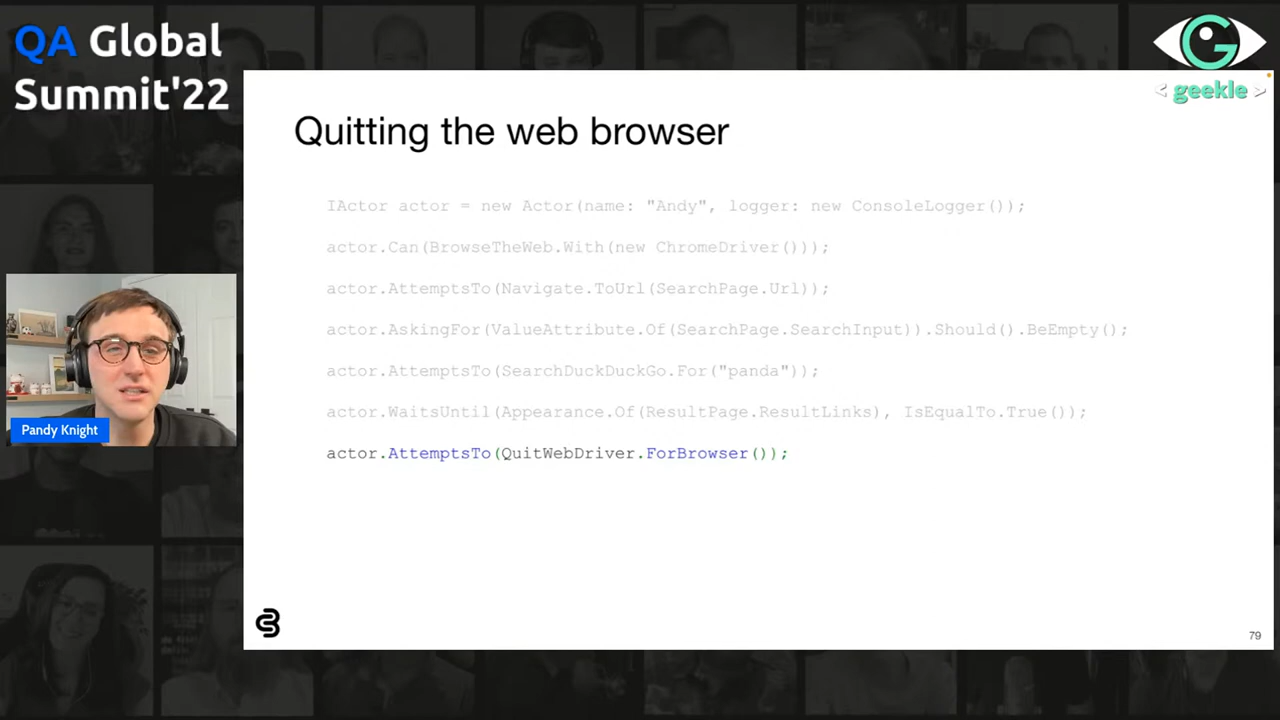 QA Global
Summit'22
< geekle >
Quitting the web browser
IActor actor = new Actor(name: "Andy", logger: new ConsoleLogger());
actor.Can(BrowseTheWeb.With(new ChromeDriver()));
actor.AttemptsTo(Navigate.ToUrl(SearchPage.Url));
actor.AskingFor(ValueAttribute.Of(SearchPage.SearchInput)).Should().BeEmpty();
actor.AttemptsTo(SearchDuckDuckGo.For("panda"));
actor.WaitsUntil(Appearance.Of(ResultPage.ResultLinks), IsEqualTo.True());
actor.AttemptsTo(QuitWebDriver.ForBrowser());
Pandy Knight
79